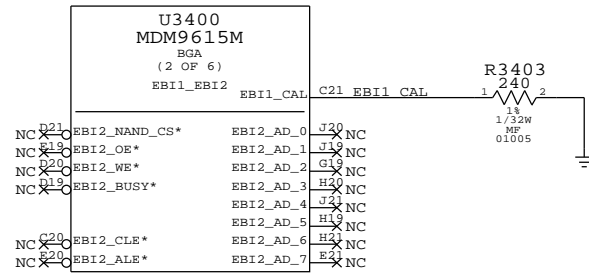 U3400
MDM9615M
BGA
(2 OF 6)
EBI1_EBI2
EBI1_CAL C21 EBI1_CAL
R3403
240
1 2
1%
1/32W
MF
01005
NC D21 EBI2_NAND_CS* EBI2_AD_0 J20 NC
NC E19 EBI2_OE* EBI2_AD_1 J19 NC
NC D20 EBI2_WE* EBI2_AD_2 G19 NC
NC D19 EBI2_BUSY* EBI2_AD_3 H20 NC
EBI2_AD_4 J21 NC
EBI2_AD_5 H19 NC
NC C20 EBI2_CLE* EBI2_AD_6 H21 NC
NC E20 EBI2_ALE* EBI2_AD_7 E21 NC